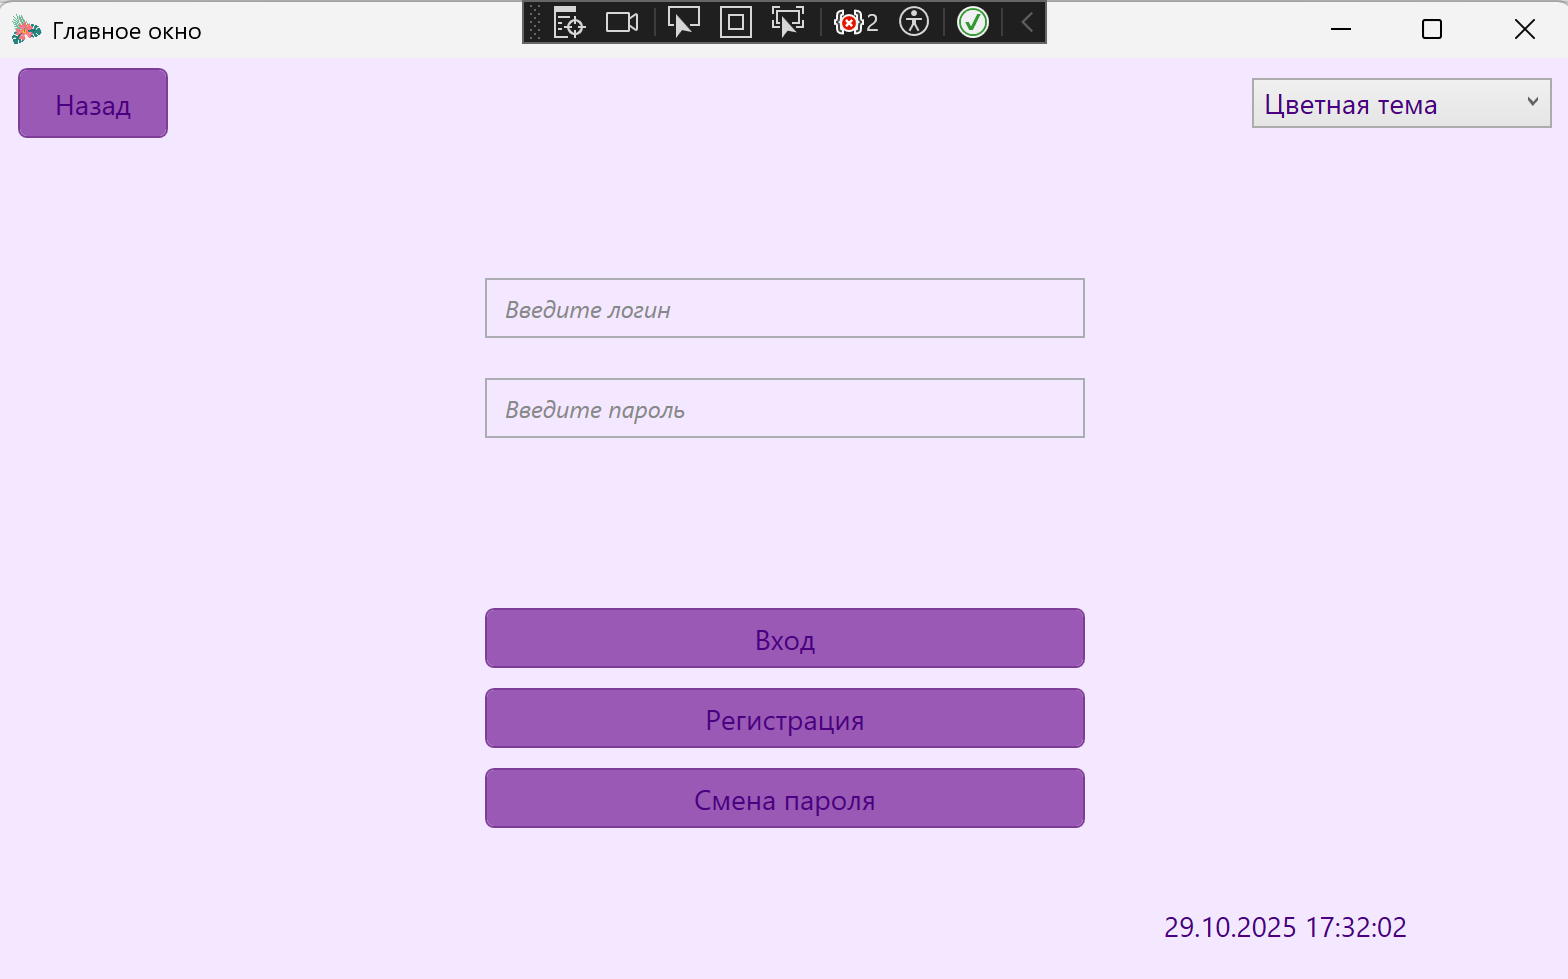 Главное окно
2
Назад
Цветная тема
Введите логин
Введите пароль
Вход
Регистрация
Смена пароля
29.10.2025 17:32:02